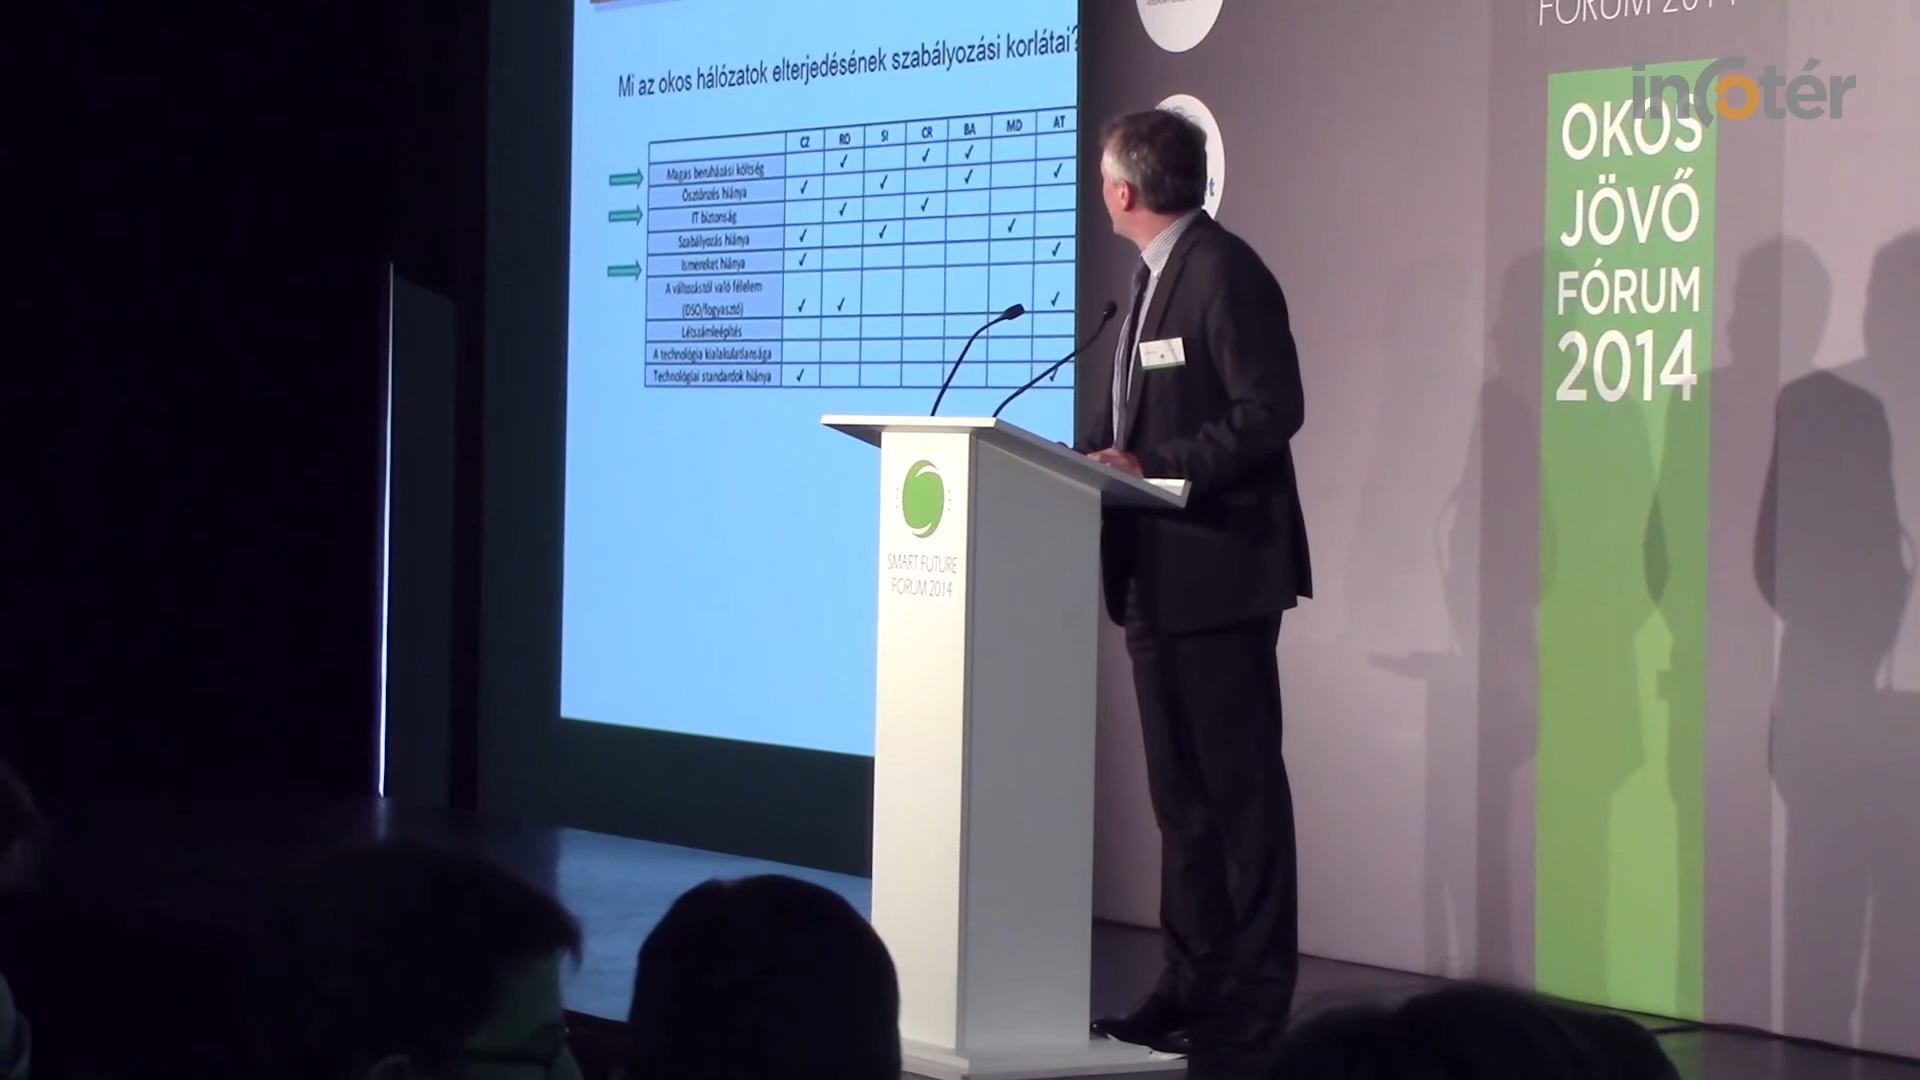 Mi az okos hálózatok elterjedésének szabályozási korlátai?
CZ RO SI CR BA MD AT
Magas beruházási költség ✓ ✓ ✓
Ösztönzés hiánya ✓ ✓ ✓ ✓
IT biztonság ✓ ✓
Szabályozás hiánya ✓ ✓ ✓
Ismeretek hiánya ✓ ✓
A változástól való félelem
(DSO/fogyasztó) ✓ ✓ ✓
Létszámleépítés
A technológia kialakulatlansága
Technológiai standardok hiánya ✓ ✓
SMART FUTURE
FORUM 2014
FORUM 2014
infotér
OKOS
JÖVŐ
FÓRUM
2014